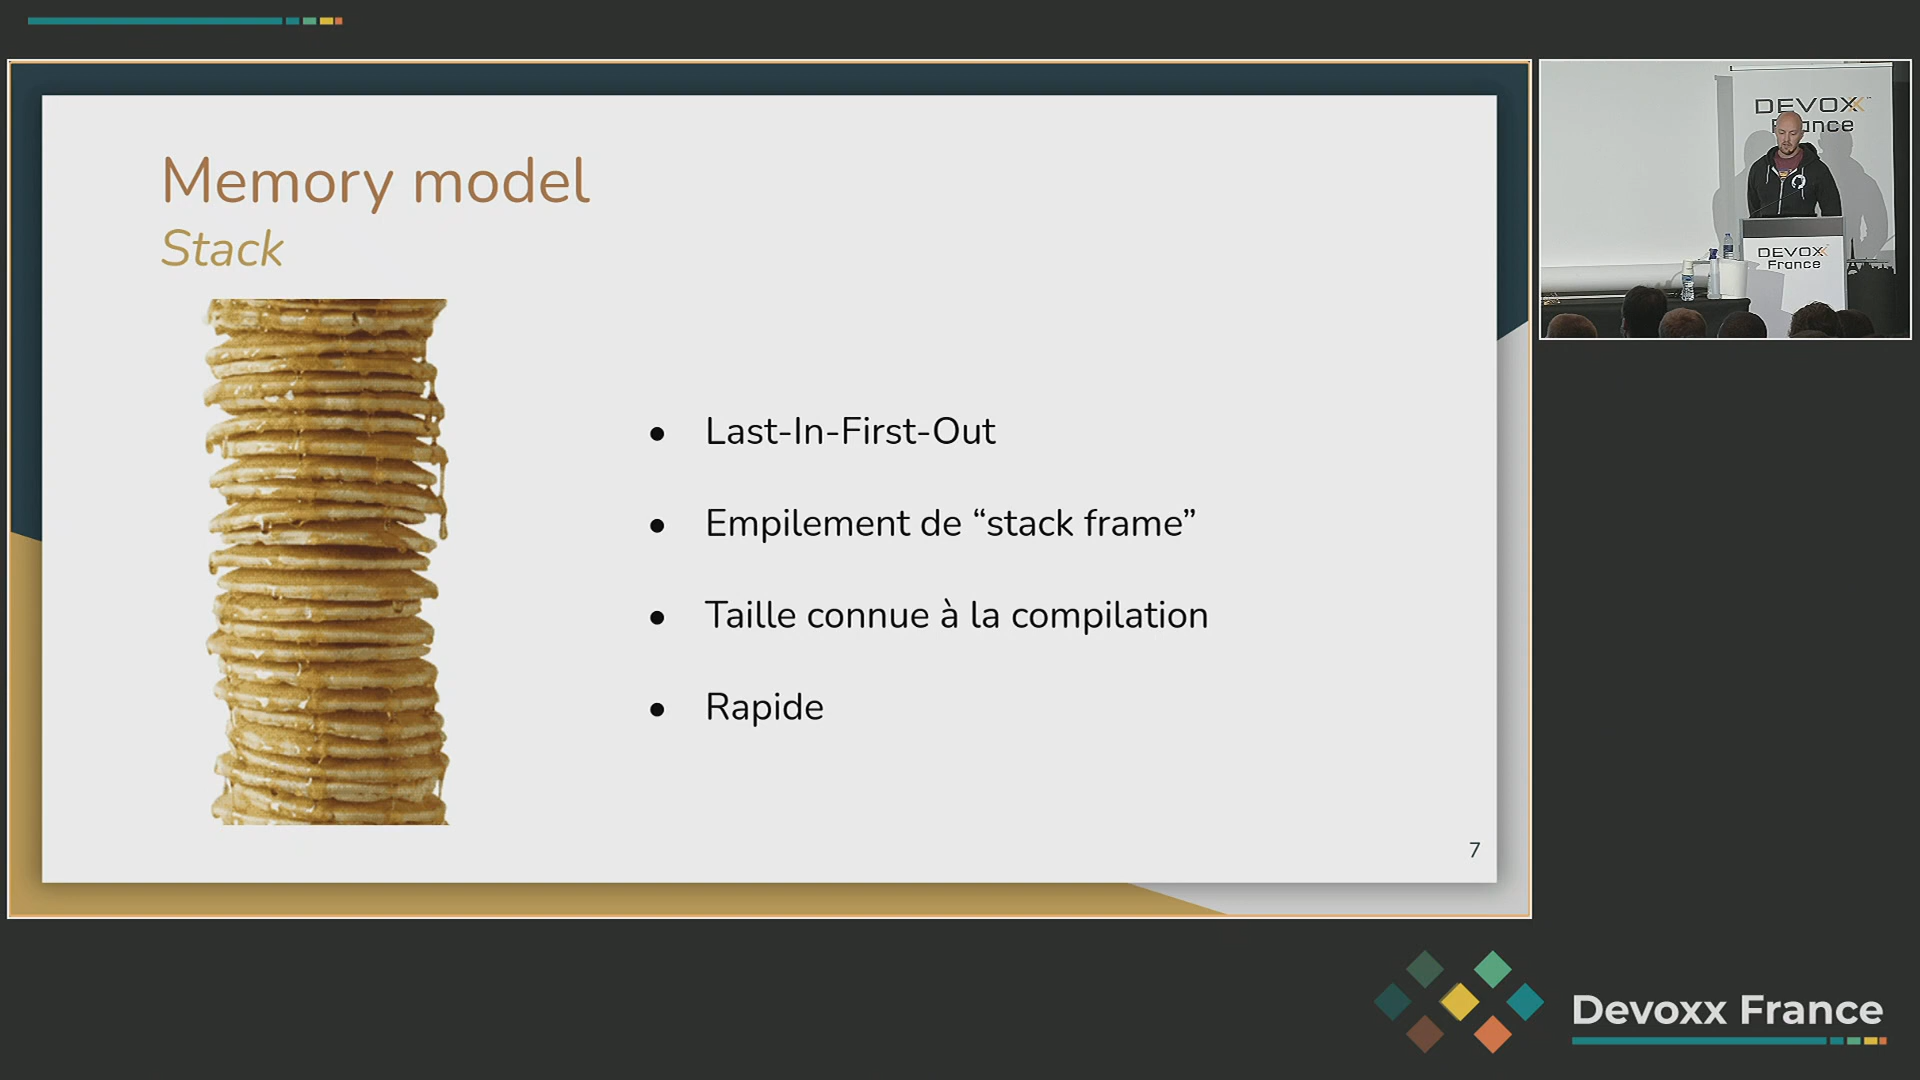 Memory model
Stack
Last-In-First-Out
Empilement de “stack frame”
Taille connue à la compilation
Rapide
7
DEVOXX
France
DEVOXX
France
Devoxx France